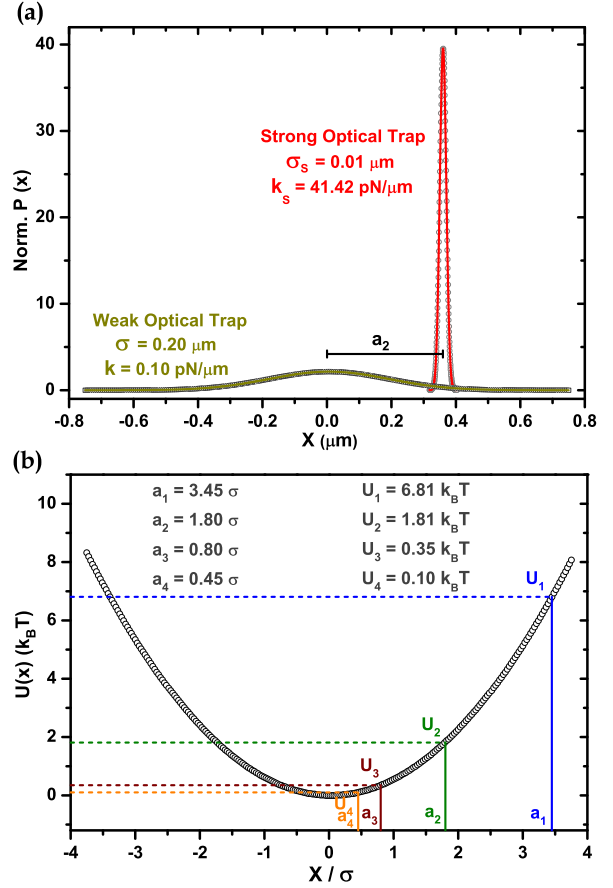 (a)
40
30
20
10
0
Norm. P (x)
Strong Optical Trap
σs = 0.01 μm
ks = 41.42 pN/μm
Weak Optical Trap
σ = 0.20 μm
k = 0.10 pN/μm
a2
-0.8 -0.6 -0.4 -0.2 0.0 0.2 0.4 0.6 0.8
X (μm)
(b)
10
8
6
4
2
0
U(x) (kBT)
a1 = 3.45 σ U1 = 6.81 kBT
a2 = 1.80 σ U2 = 1.81 kBT
a3 = 0.80 σ U3 = 0.35 kBT
a4 = 0.45 σ U4 = 0.10 kBT
U1
U2
U3
U4
a4 a3 a2 a1
-4 -3 -2 -1 0 1 2 3 4
X / σ